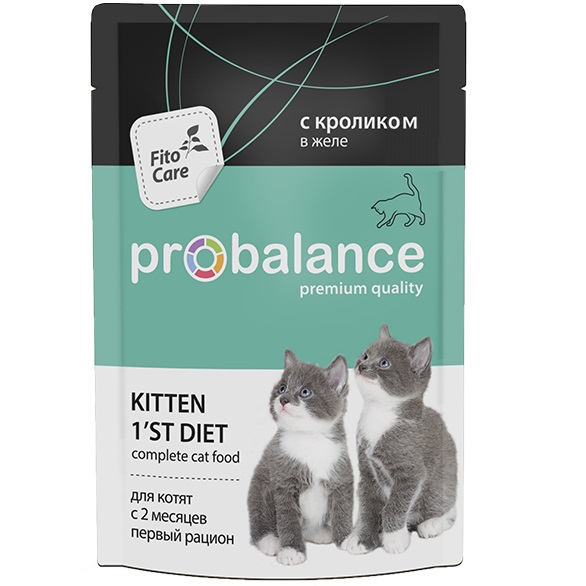 с кроликом
в желе
Fito
Care
probalance
premium quality
KITTEN
1'ST DIET
complete cat food
для котят
с 2 месяцев
первый рацион